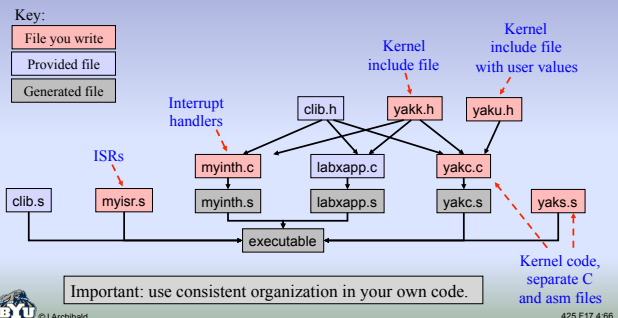 Key:
File you write
Provided file
Generated file
Kernel
include file
Kernel
include file
with user values
Interrupt
handlers
clib.h
yakk.h
yaku.h
ISRs
myinth.c
labxapp.c
yakc.c
clib.s
myisr.s
myinth.s
labxapp.s
yakc.s
yaks.s
executable
Kernel code,
separate C
and asm files
Important: use consistent organization in your own code.
BYU
© J Archibald
425 F17 4:66